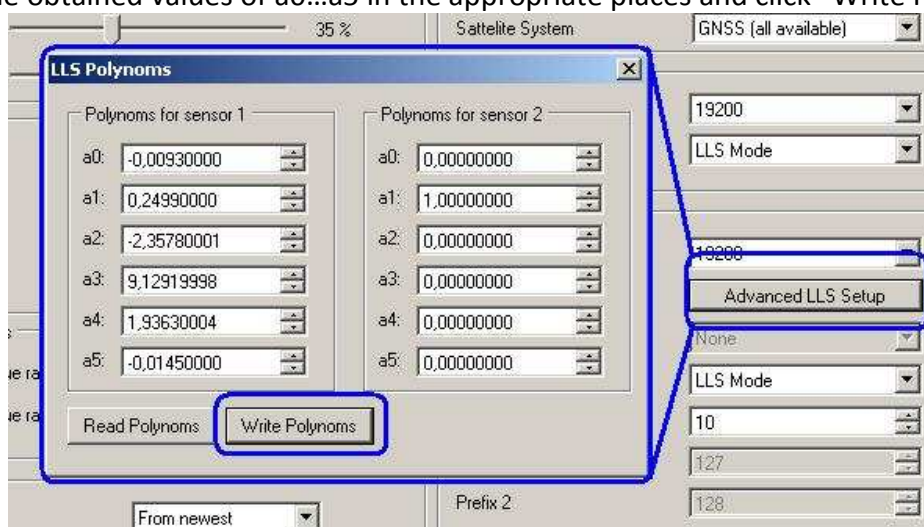 obtained values of a0…a5 in the appropriate places and click "Write
35 %
Sattelite System
GNSS (all available)
LLS Polynoms
Polynoms for sensor 1
a0: -0,00930000
a1: 0,24990000
a2: -2,35780001
a3: 9,12919998
a4: 1,93630004
a5: -0,01450000
Polynoms for sensor 2
a0: 0,00000000
a1: 1,00000000
a2: 0,00000000
a3: 0,00000000
a4: 0,00000000
a5: 0,00000000
Read Polynoms
Write Polynoms
19200
LLS Mode
19200
Advanced LLS Setup
None
LLS Mode
10
127
Prefix 2
128
From newest